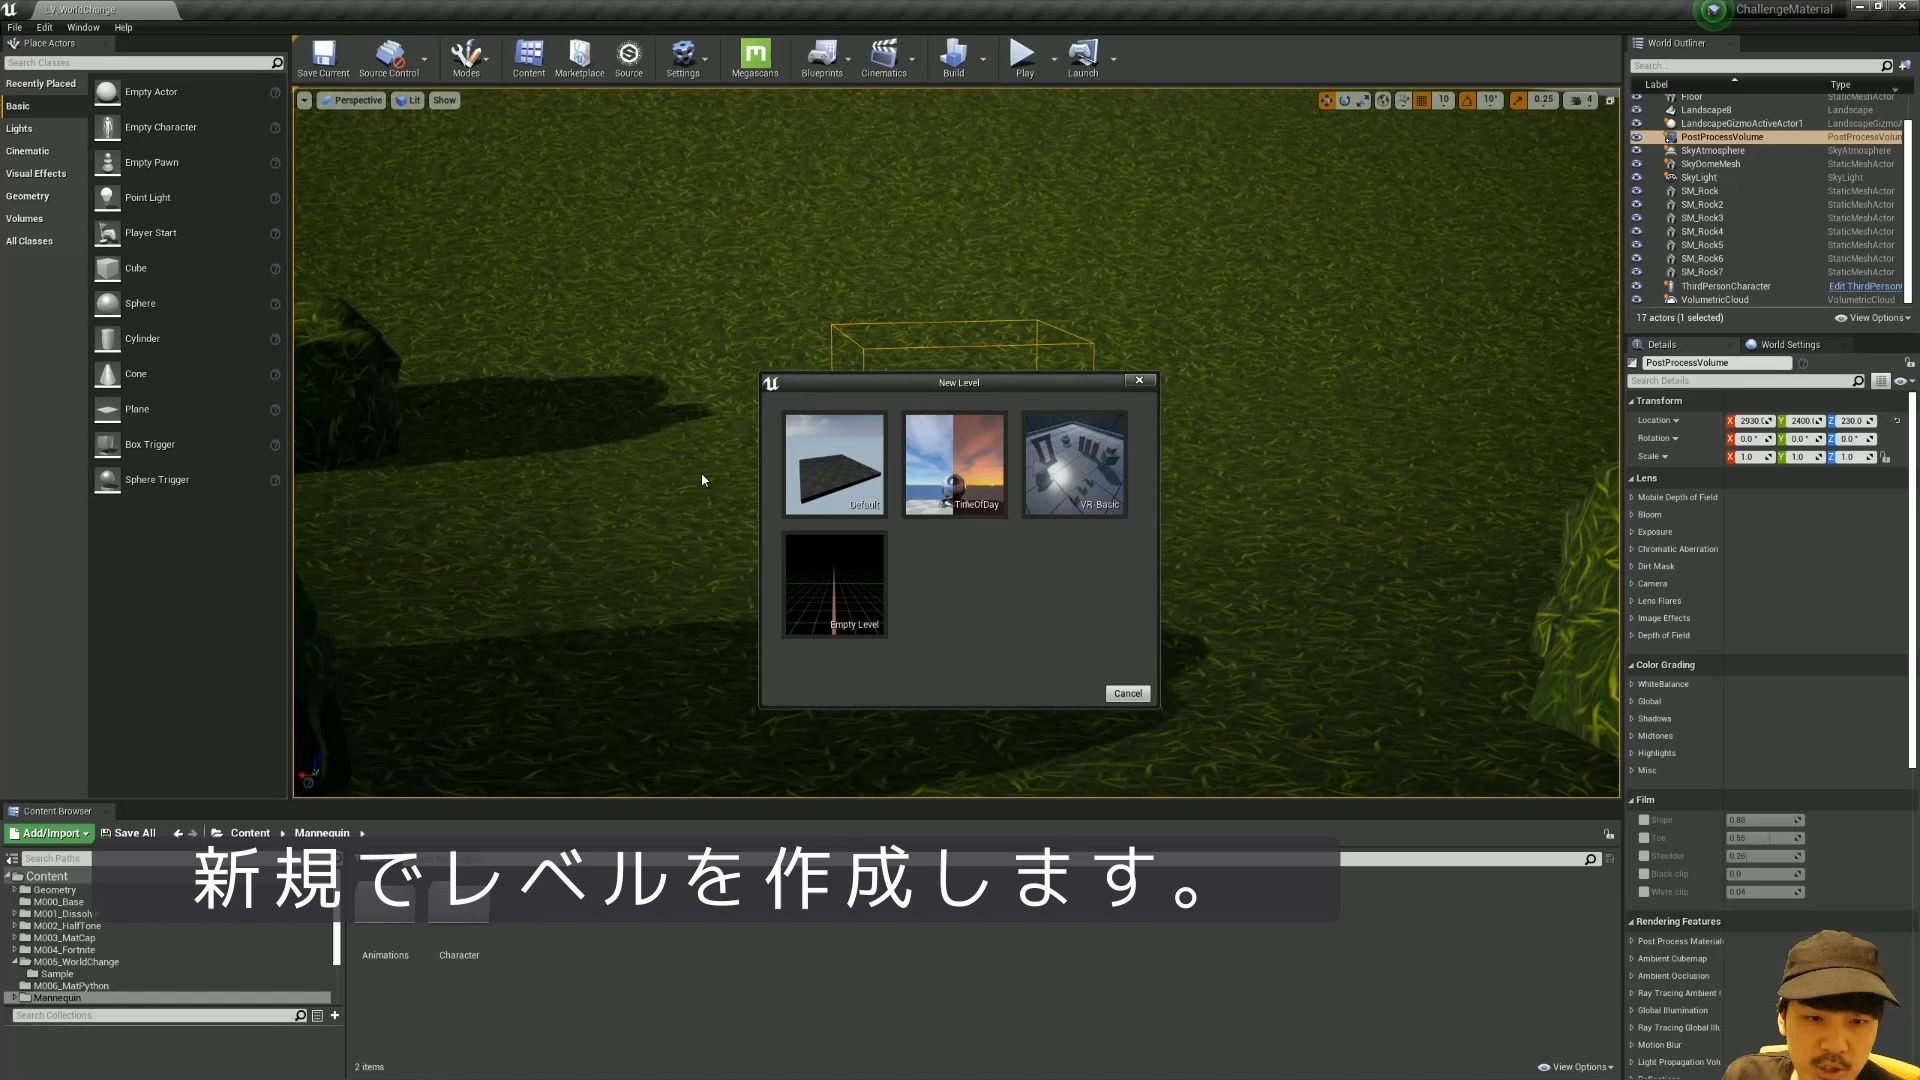 LV_WorldChange
ChallengeMaterial
File Edit Window Help
Place Actors
Search Classes
Recently Placed
Basic
Lights
Cinematic
Visual Effects
Geometry
Volumes
All Classes
Empty Actor
Empty Character
Empty Pawn
Point Light
Player Start
Cube
Sphere
Cylinder
Cone
Plane
Box Trigger
Sphere Trigger
Save Current
Source Control
Modes
Content
Marketplace
Source
Settings
Megascans
Blueprints
Cinematics
Build
Play
Launch
Perspective
Lit
Show
10
10°
0.25
4
New Level
Default
TimeOfDay
VR-Basic
Empty Level
Cancel
World Outliner
Search...
Label Type
Floor StaticMeshActor
Landscape8 Landscape
LandscapeGizmoActiveActor1 LandscapeGizmoA
PostProcessVolume PostProcessVolun
SkyAtmosphere SkyAtmosphere
SkyDomeMesh StaticMeshActor
SkyLight SkyLight
SM_Rock StaticMeshActor
SM_Rock2 StaticMeshActor
SM_Rock3 StaticMeshActor
SM_Rock4 StaticMeshActor
SM_Rock5 StaticMeshActor
SM_Rock6 StaticMeshActor
SM_Rock7 StaticMeshActor
ThirdPersonCharacter Edit ThirdPerson
VolumetricCloud VolumetricCloud
17 actors (1 selected)
View Options
Details
World Settings
PostProcessVolume
Search Details
Transform
Location X 2930.0 Y 2400.0 Z 230.0
Rotation X 0.0° Y 0.0° Z 0.0°
Scale X 1.0 Y 1.0 Z 1.0
Lens
Mobile Depth of Field
Bloom
Exposure
Chromatic Aberration
Dirt Mask
Camera
Lens Flares
Image Effects
Depth of Field
Color Grading
WhiteBalance
Global
Shadows
Midtones
Highlights
Misc
Film
Slope 0.88
Toe 0.55
Shoulder 0.26
Black clip 0.0
White clip 0.04
Rendering Features
Post Process Materials
Ambient Cubemap
Ambient Occlusion
Ray Tracing Ambient
Global Illumination
Ray Tracing Global Illu
Motion Blur
Light Propagation Volu
Content Browser
Add/Import
Save All
Content
Mannequin
Search Paths
Content
Geometry
M000_Base
M001_Dissolve
M002_HalfTone
M003_MatCap
M004_Fortnite
M005_WorldChange
Sample
M006_MatPython
Mannequin
Search Collections
新規でレベルを作成します。
Animations
Character
2 items
View Options